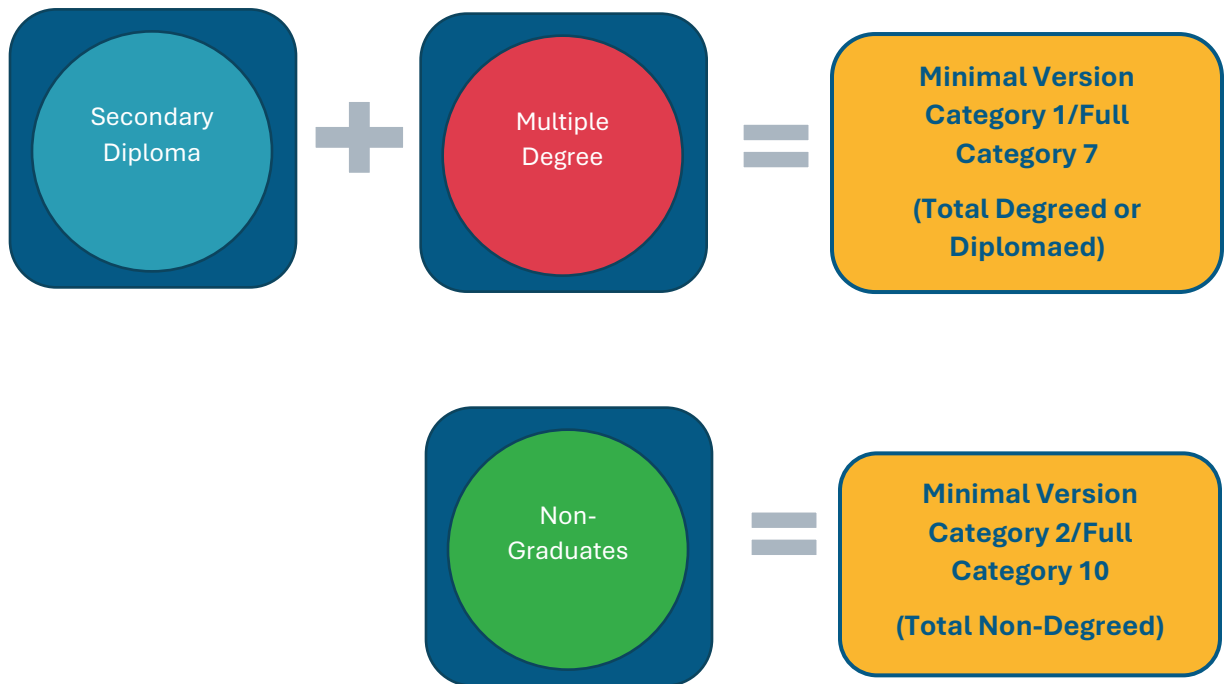 Secondary
Diploma
Multiple
Degree
Minimal Version
Category 1/Full
Category 7
(Total Degreed or
Diplomaed)
Non-
Graduates
Minimal Version
Category 2/Full
Category 10
(Total Non-Degreed)